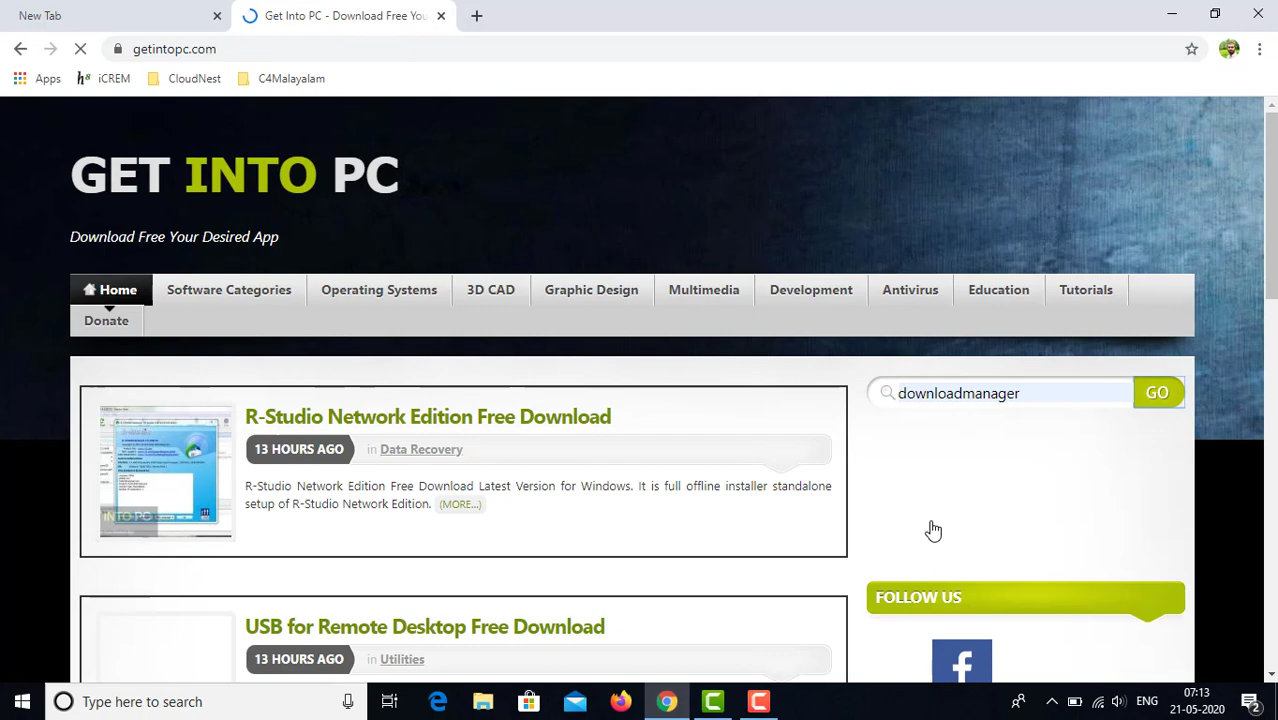 New Tab
Get Into PC - Download Free You
getintopc.com
Apps
iCREM
CloudNest
C4Malayalam
GET INTO PC
Download Free Your Desired App
Home
Software Categories
Operating Systems
3D CAD
Graphic Design
Multimedia
Development
Antivirus
Education
Tutorials
Donate
downloadmanager
GO
R-Studio Network Edition Free Download
13 HOURS AGO
in Data Recovery
R-Studio Network Edition Free Download Latest Version for Windows. It is full offline installer standalone
setup of R-Studio Network Edition. (MORE...)
INTO PC
FOLLOW US
USB for Remote Desktop Free Download
13 HOURS AGO
in Utilities
Type here to search
ENG
07:13
21-05-2020
2